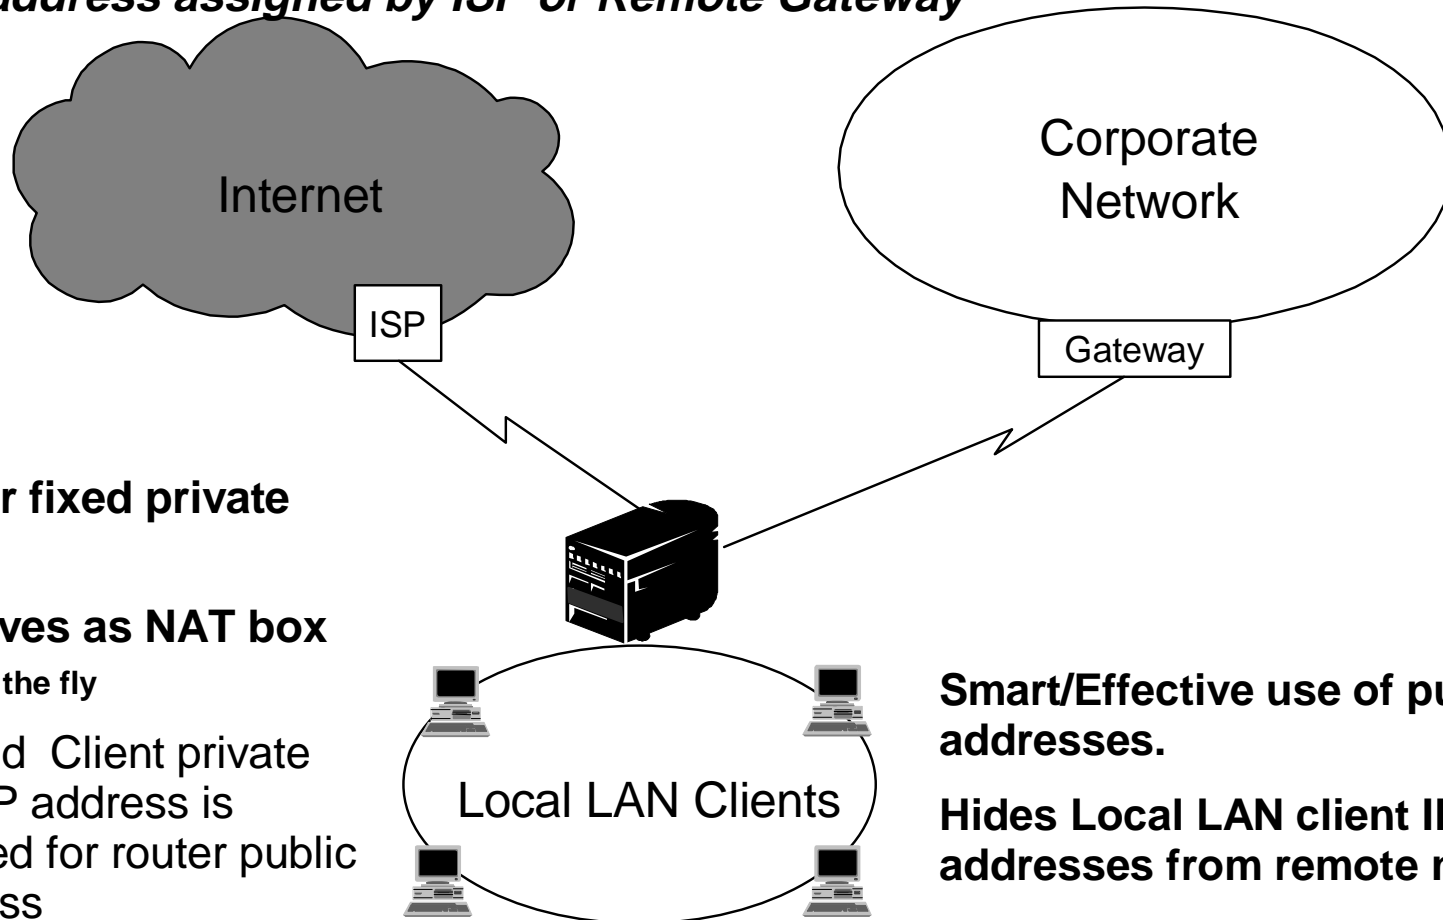 address assigned by ISP or Remote Gateway
Internet
Corporate
Network
ISP
Gateway
r fixed private
ves as NAT box
the fly
d Client private
P address is
ed for router public
ss
Local LAN Clients
Smart/Effective use of pu
addresses.
Hides Local LAN client I
addresses from remote